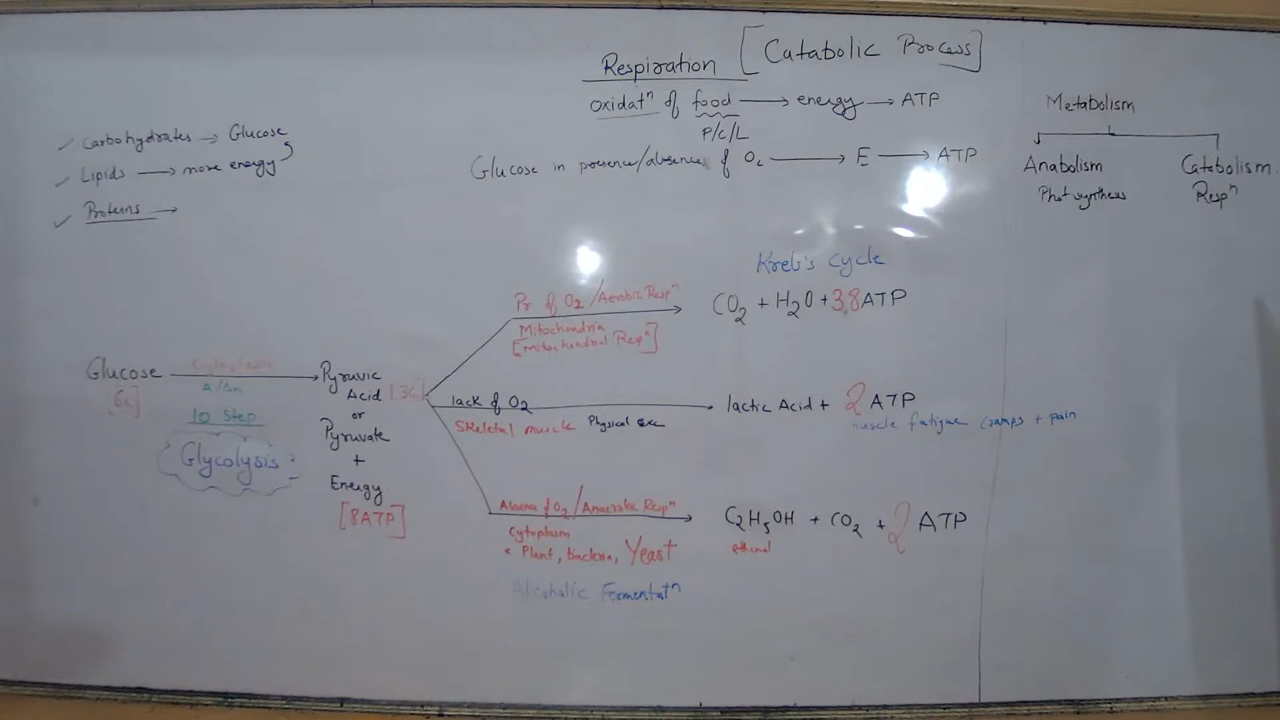 Respiration [Catabolic Process]
oxidatⁿ of food → energy → ATP
P/C/L
Glucose in presence/absence of O₂ → E → ATP
Metabolism
Anabolism
Photosynthesis
Catabolism
Respⁿ
✓ Carbohydrates → Glucose
✓ Lipids → more energy
✓ Proteins →
Glucose
[6C]
Cytoplasm
A/An
10 Step
Glycolysis
Pyruvic
Acid [3C]
or
Pyruvate
+
Energy
[8ATP]
Pr of O₂/Aerobic Respⁿ
Mitochondria
[mitochondrial Respⁿ]
Kreb's Cycle
CO₂ + H₂O + 38ATP
lack of O₂
Skeletal muscle Physical exe
lactic Acid + 2 ATP
muscle fatigue cramps + pain
Absence of O₂/Anaerobic Respⁿ
Cytoplasm
Plant, bacteria, Yeast
Alcoholic Fermentatⁿ
C₂H₅OH + CO₂ + 2 ATP
ethanol